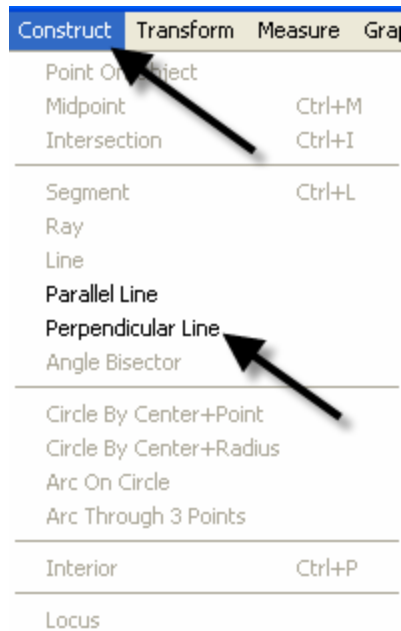 Construct Transform Measure
Point On Object
Midpoint Ctrl+M
Intersection Ctrl+I
Segment Ctrl+L
Ray
Line
Parallel Line
Perpendicular Line
Angle Bisector
Circle By Center+Point
Circle By Center+Radius
Arc On Circle
Arc Through 3 Points
Interior Ctrl+P
Locus